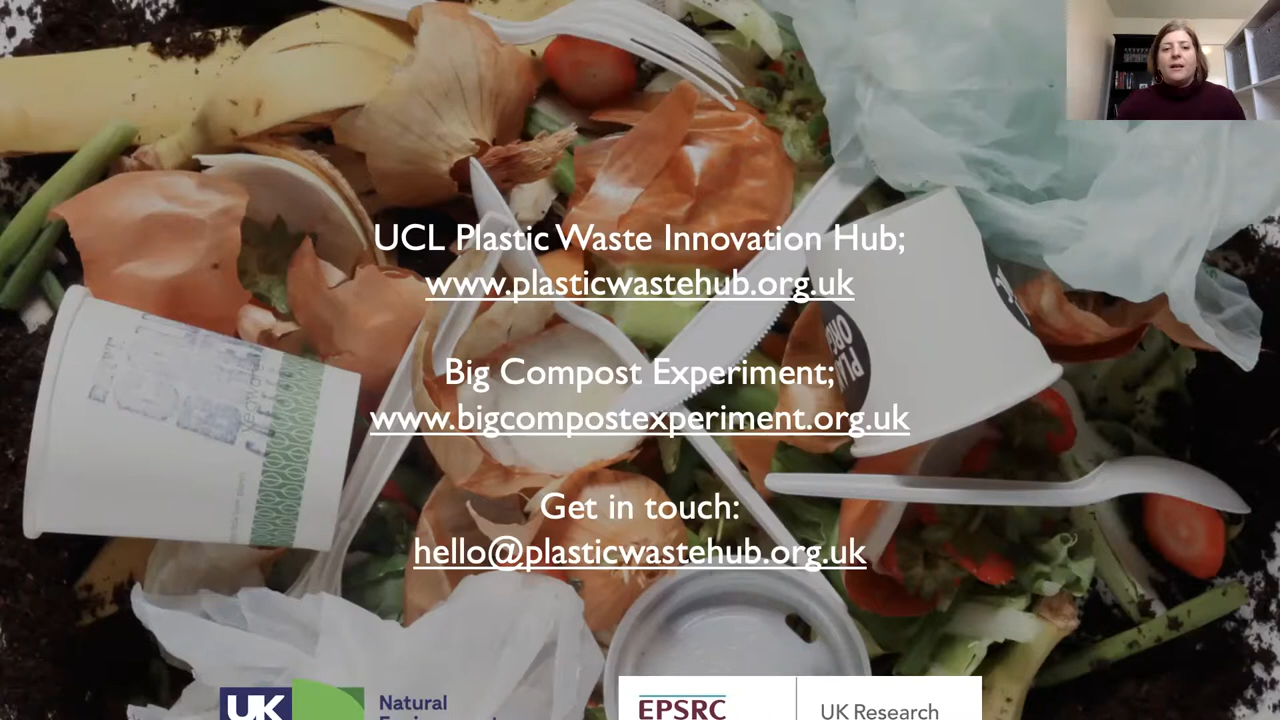 UCL Plastic Waste Innovation Hub;
www.plasticwastehub.org.uk
Big Compost Experiment;
www.bigcompostexperiment.org.uk
Get in touch:
hello@plasticwastehub.org.uk
UK
Natural
EPSRC
UK Research